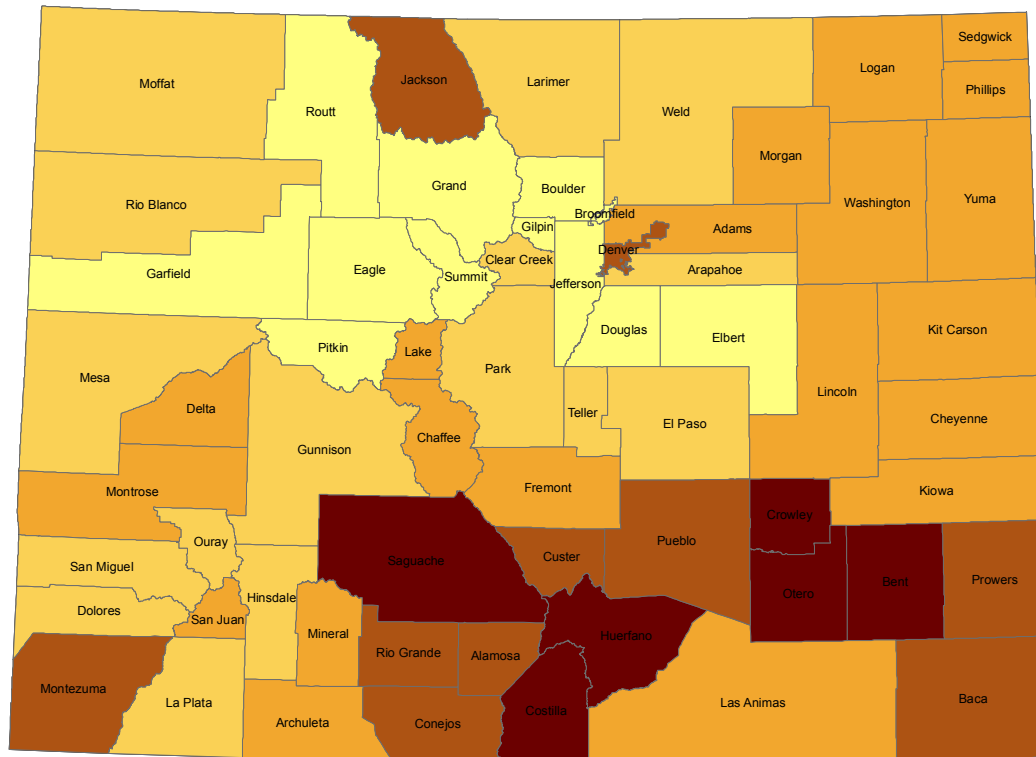 Sedgwick
Logan
Moffat
Jackson
Larimer
Phillips
Routt
Weld
Morgan
Grand
Boulder
Yuma
Rio Blanco
Washington
Broomfield
Gilpin
Adams
Denver
Clear Creek
Eagle
Arapahoe
Garfield
Summit
Jefferson
Douglas
Kit Carson
Elbert
Pitkin
Lake
Park
Mesa
Lincoln
Delta
Teller
Cheyenne
El Paso
Chaffee
Gunnison
Fremont
Montrose
Kiowa
Crowley
Ouray
Pueblo
Custer
Saguache
San Miguel
Bent
Prowers
Otero
Hinsdale
Dolores
San Juan
Mineral
Huerfano
Rio Grande
Alamosa
Montezuma
Baca
La Plata
Las Animas
Costilla
Archuleta
Conejos